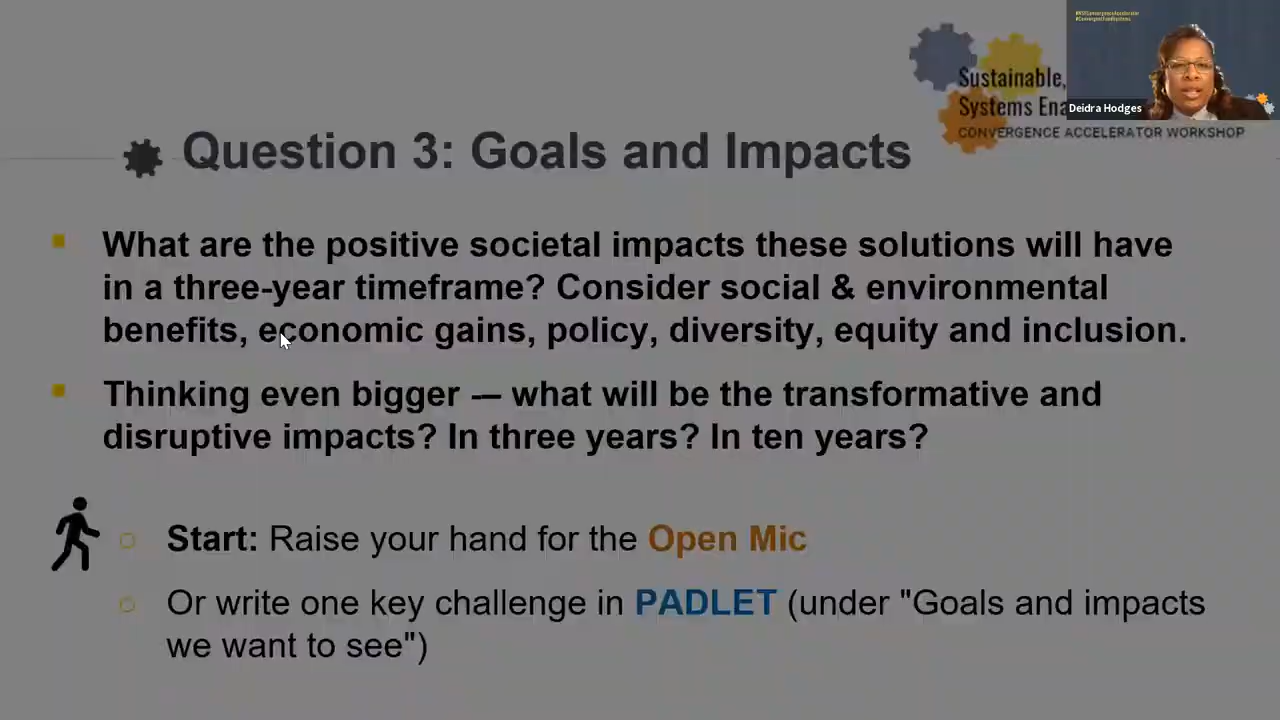 #NSFConvergenceAccelerator
Sustainable,
Systems Ena
Deidra Hodges
CONVERGENCE ACCELERATOR WORKSHOP
Question 3: Goals and Impacts
What are the positive societal impacts these solutions will have
in a three-year timeframe? Consider social & environmental
benefits, economic gains, policy, diversity, equity and inclusion.
Thinking even bigger -– what will be the transformative and
disruptive impacts? In three years? In ten years?
Start: Raise your hand for the Open Mic
Or write one key challenge in PADLET (under "Goals and impacts
we want to see")